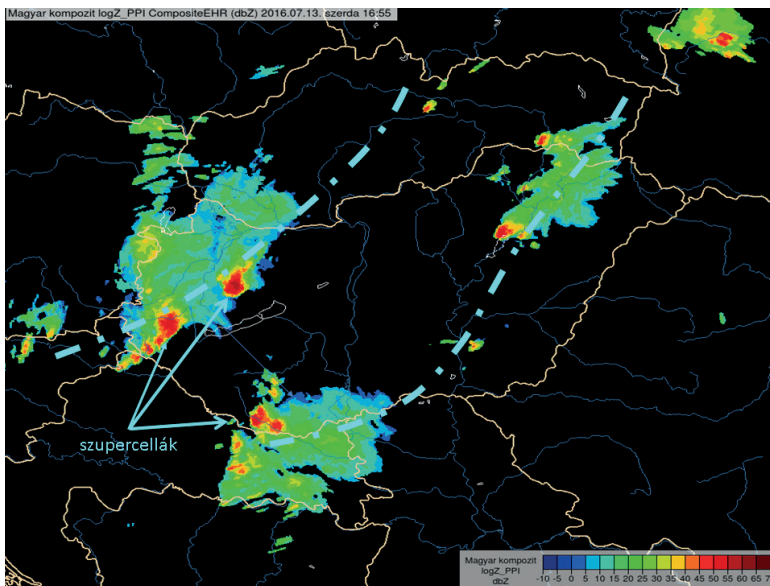 Magyar kompozit logZ_PPI CompositeEHR (dbZ) 2016.07.13. szerda 16:55
szupercellák
Magyar kompozit
logZ_PPI
dbZ
-10 -5 0 5 10 15 20 25 30 35 40 45 50 55 60 65